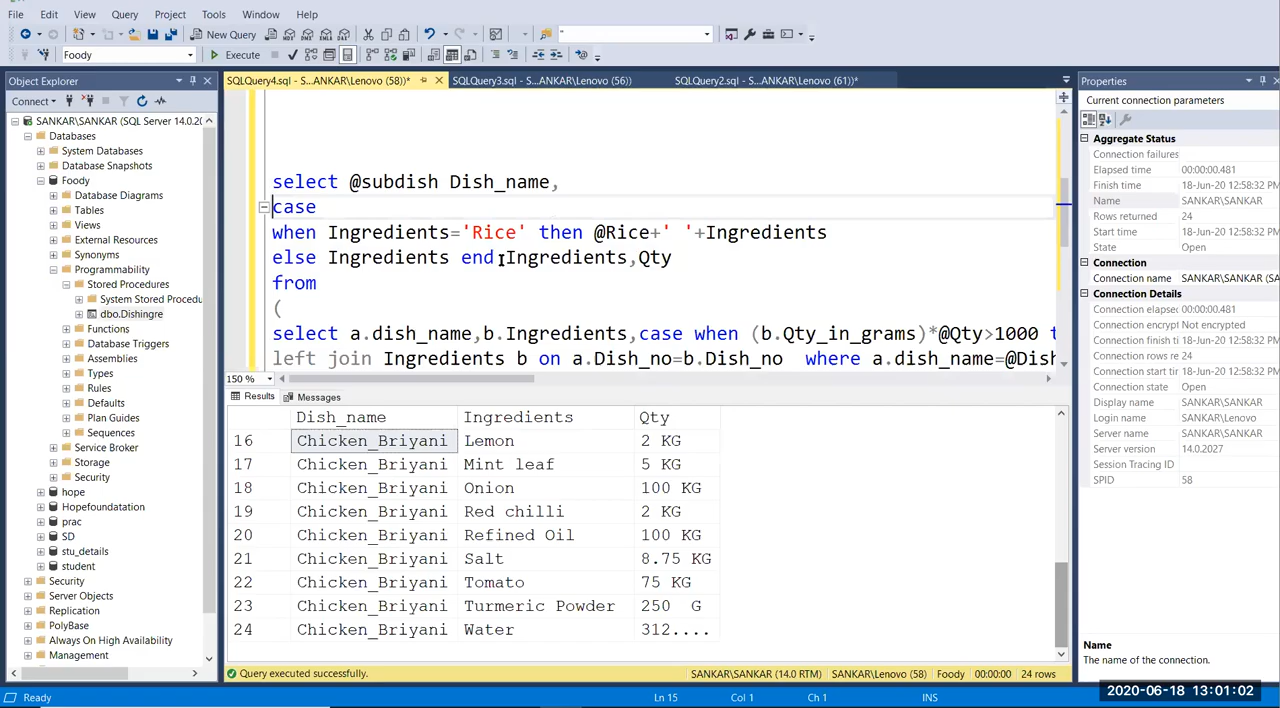 File Edit View Query Project Tools Window Help
New Query
Foody Execute
Object Explorer
Connect
SANKAR\SANKAR (SQL Server 14.0.20
Databases
System Databases
Database Snapshots
Foody
Database Diagrams
Tables
Views
External Resources
Synonyms
Programmability
Stored Procedures
System Stored Procedu
dbo.Dishingre
Functions
Database Triggers
Assemblies
Types
Rules
Defaults
Plan Guides
Sequences
Service Broker
Storage
Security
hope
Hopefoundatation
prac
SD
stu_details
student
Security
Server Objects
Replication
PolyBase
Always On High Availability
Management
SQLQuery4.sql - S...ANKAR\Lenovo (58))* SQLQuery3.sql - S...ANKAR\Lenovo (56)) SQLQuery2.sql - S...ANKAR\Lenovo (61))*
select @subdish Dish_name,
case
when Ingredients='Rice' then @Rice+' '+Ingredients
else Ingredients end Ingredients,Qty
from
(
select a.dish_name,b.Ingredients,case when (b.Qty_in_grams)*@Qty>1000 t
left join Ingredients b on a.Dish_no=b.Dish_no where a.dish_name=@Dish
150 %
Results Messages
Dish_name Ingredients Qty
16 Chicken_Briyani Lemon 2 KG
17 Chicken_Briyani Mint leaf 5 KG
18 Chicken_Briyani Onion 100 KG
19 Chicken_Briyani Red chilli 2 KG
20 Chicken_Briyani Refined Oil 100 KG
21 Chicken_Briyani Salt 8.75 KG
22 Chicken_Briyani Tomato 75 KG
23 Chicken_Briyani Turmeric Powder 250 G
24 Chicken_Briyani Water 312....
Query executed successfully. SANKAR\SANKAR (14.0 RTM) SANKAR\Lenovo (58) Foody 00:00:00 24 rows
Properties
Current connection parameters
Aggregate Status
Connection failures
Elapsed time 00:00:00.481
Finish time 18-Jun-20 12:58:32 PM
Name SANKAR\SANKAR
Rows returned 24
Start time 18-Jun-20 12:58:32 PM
State Open
Connection
Connection name SANKAR\SANKAR (SA
Connection Details
Connection elapse 00:00:00.481
Connection encryp Not encrypted
Connection finish ti 18-Jun-20 12:58:32 PM
Connection rows re 24
Connection start tir 18-Jun-20 12:58:32 PM
Connection state Open
Display name SANKAR\SANKAR
Login name SANKAR\Lenovo
Server name SANKAR\SANKAR
Server version 14.0.2027
Session Tracing ID
SPID 58
Name
The name of the connection.
Ready Ln 15 Col 1 Ch 1 INS
2020-06-18 13:01:02